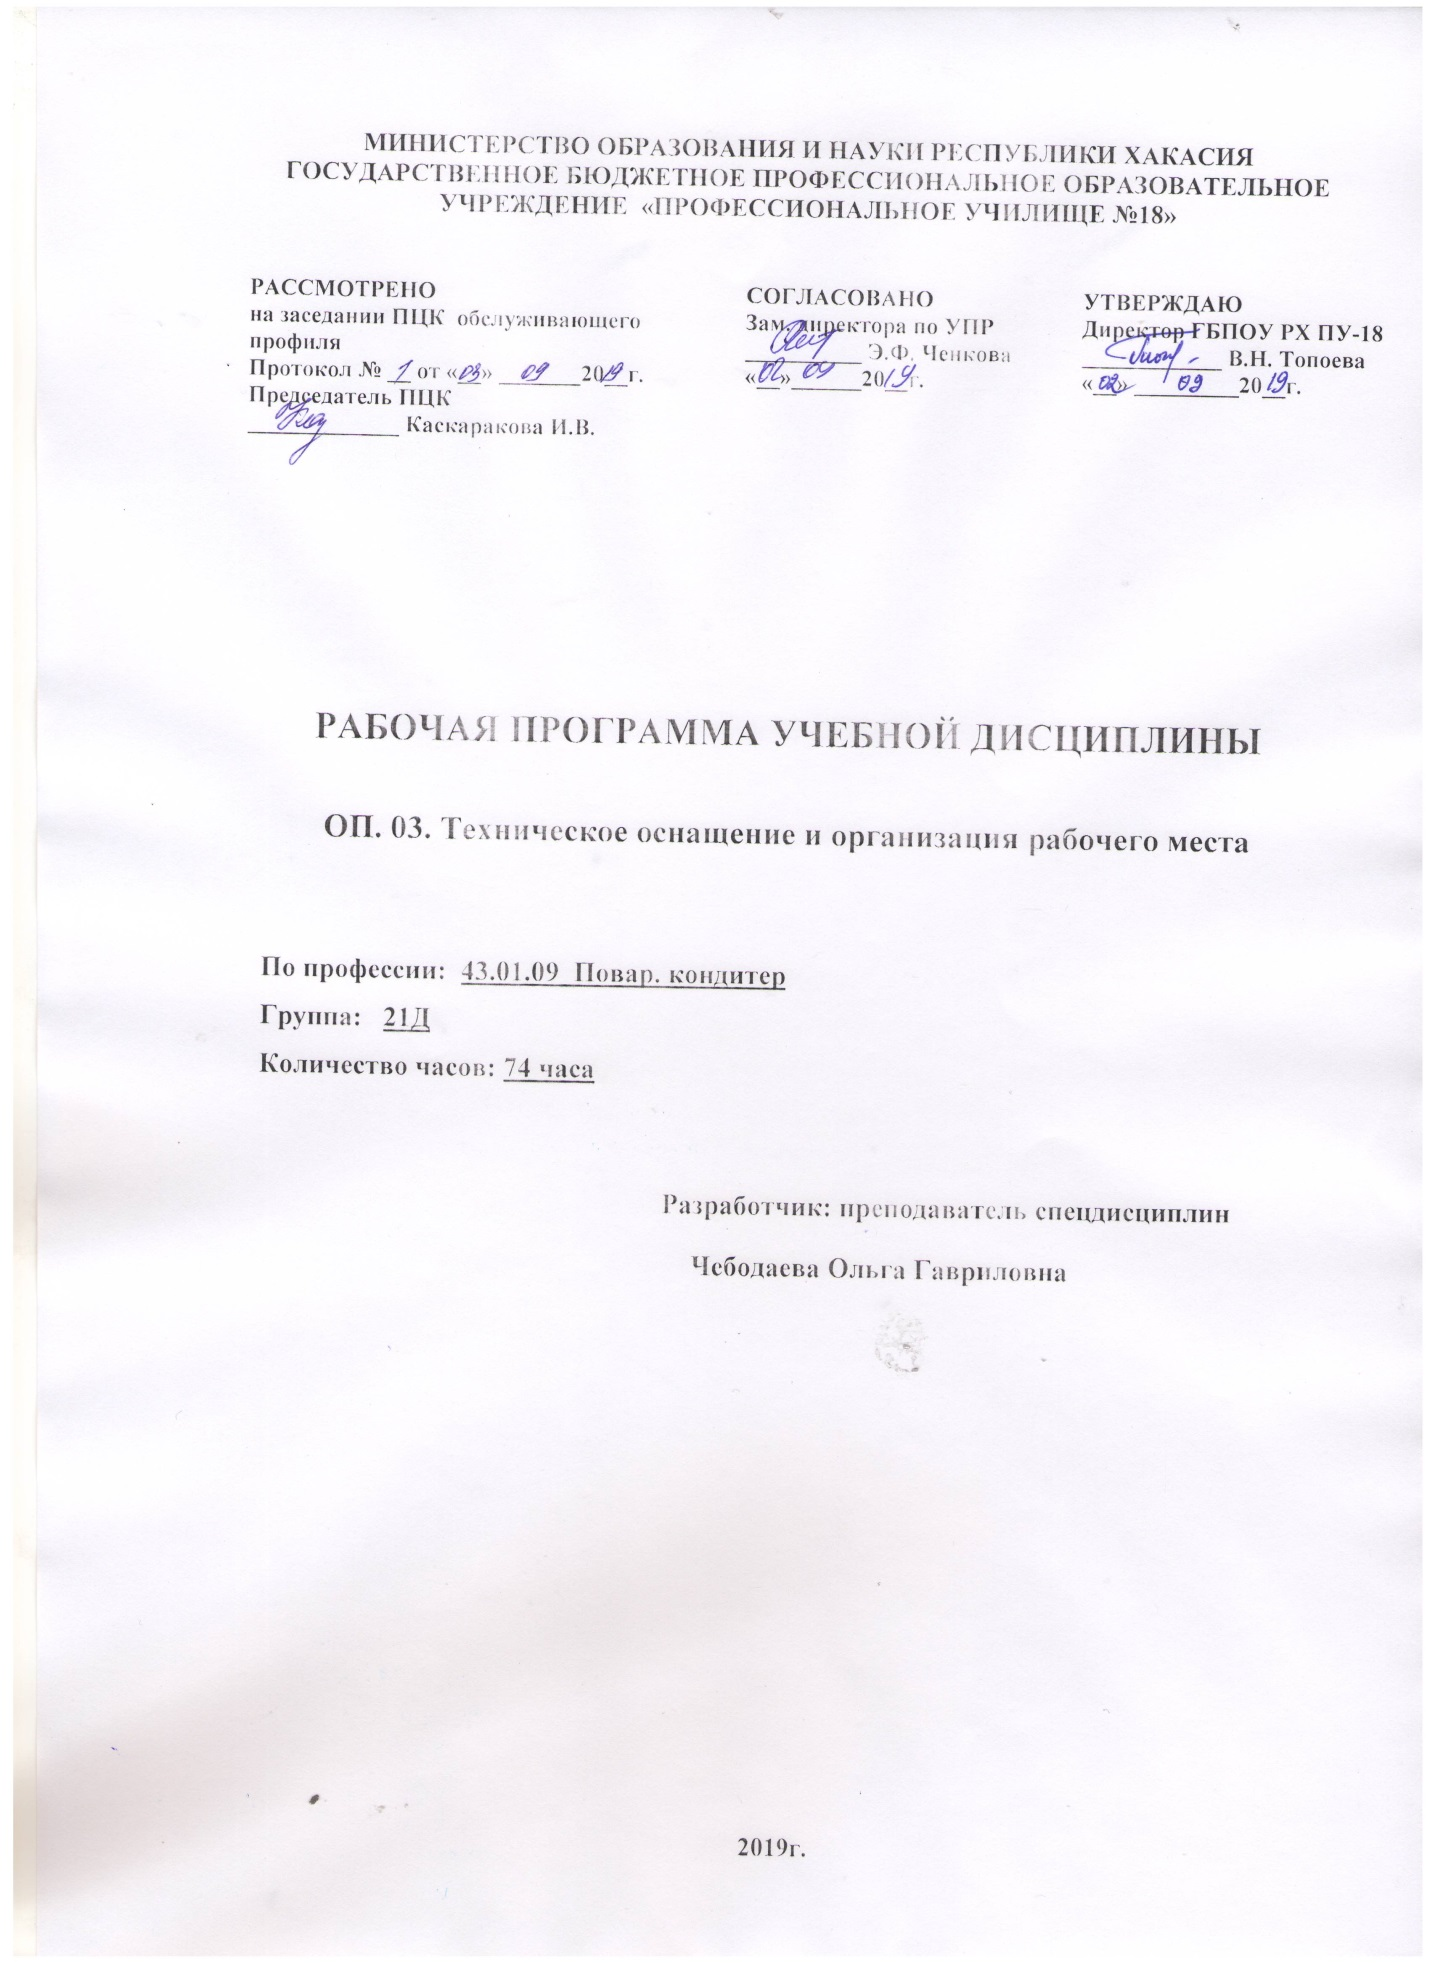 МИНИСТЕРСТВО ОБРАЗОВАНИЯ И НАУКИ РЕСПУБЛИКИ ХАКАСИЯ
ГОСУДАРСТВЕННОЕ БЮДЖЕТНОЕ ПРОФЕССИОНАЛЬНОЕ ОБРАЗОВАТЕЛЬНОЕ
УЧРЕЖДЕНИЕ «ПРОФЕССИОНАЛЬНОЕ УЧИЛИЩЕ №18»
РАССМОТРЕНО
на заседании ПЦК обслуживающего
профиля
Протокол № 1 от «03» 09 2019 г.
Председатель ПЦК
Каскаракова И.В.
СОГЛАСОВАНО
Зам. директора по УПР
Э.Ф. Ченкова
«02» 09 2019г.
УТВЕРЖДАЮ
Директор ГБПОУ РХ ПУ-18
В.Н. Топоева
«02» 09 2019г.
РАБОЧАЯ ПРОГРАММА УЧЕБНОЙ ДИСЦИПЛИНЫ
ОП. 03. Техническое оснащение и организация рабочего места
По профессии: 43.01.09 Повар. кондитер
Группа: 21Д
Количество часов: 74 часа
Разработчик: преподаватель спецдисциплин
Чебодаева Ольга Гавриловна
2019г.